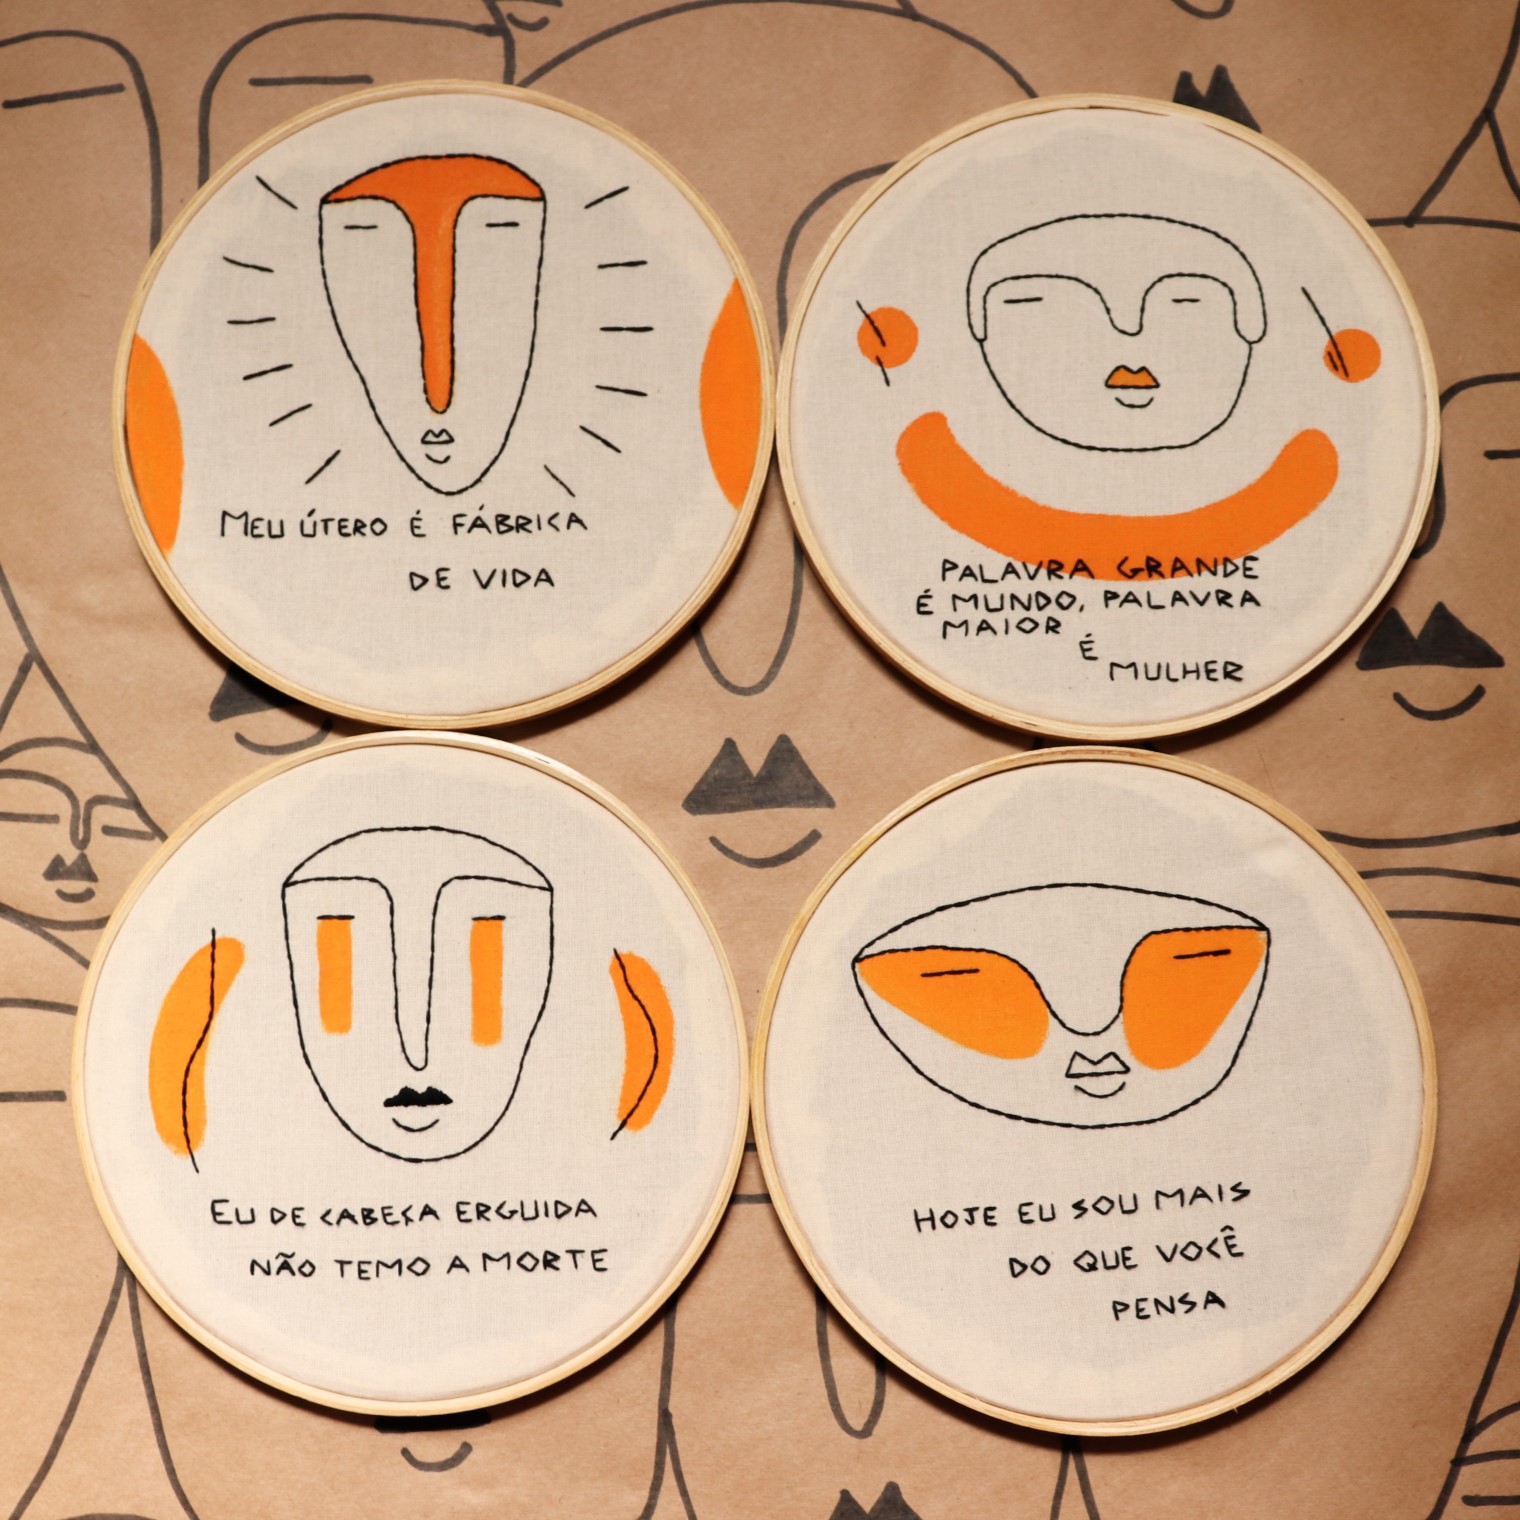 MEU ÚTERO É FÁBRICA
DE VIDA
PALAVRA GRANDE
É MUNDO, PALAVRA
MAIOR
É
MULHER
EU DE CABEÇA ERGUIDA
NÃO TEMO A MORTE
HOJE EU SOU MAIS
DO QUE VOCÊ
PENSA